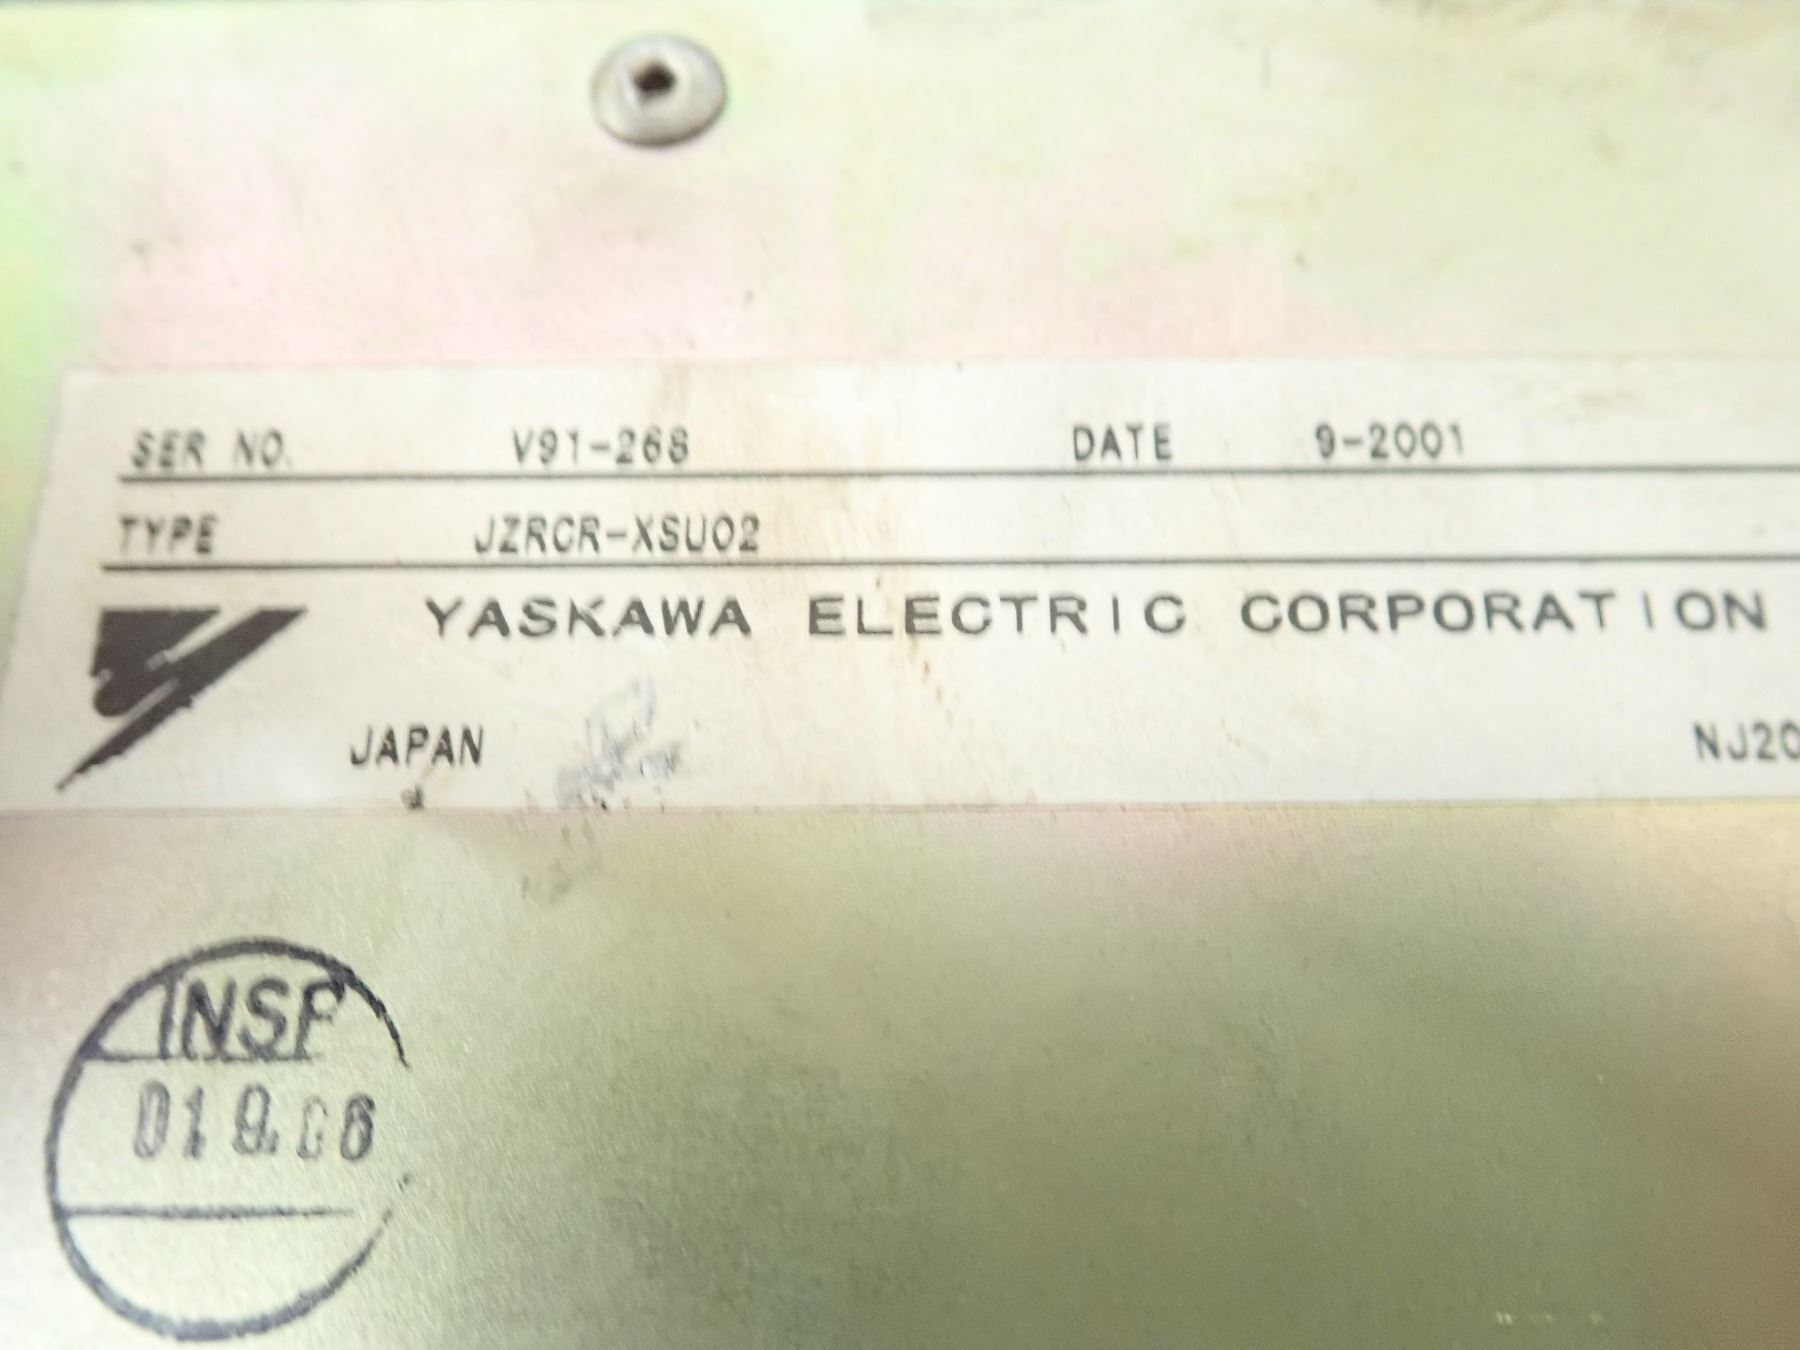 SER NO. V91-268 DATE 9-2001
TYPE JZRCR-XSU02
YASKAWA ELECTRIC CORPORATION
JAPAN NJ20
INSP
01.9.06